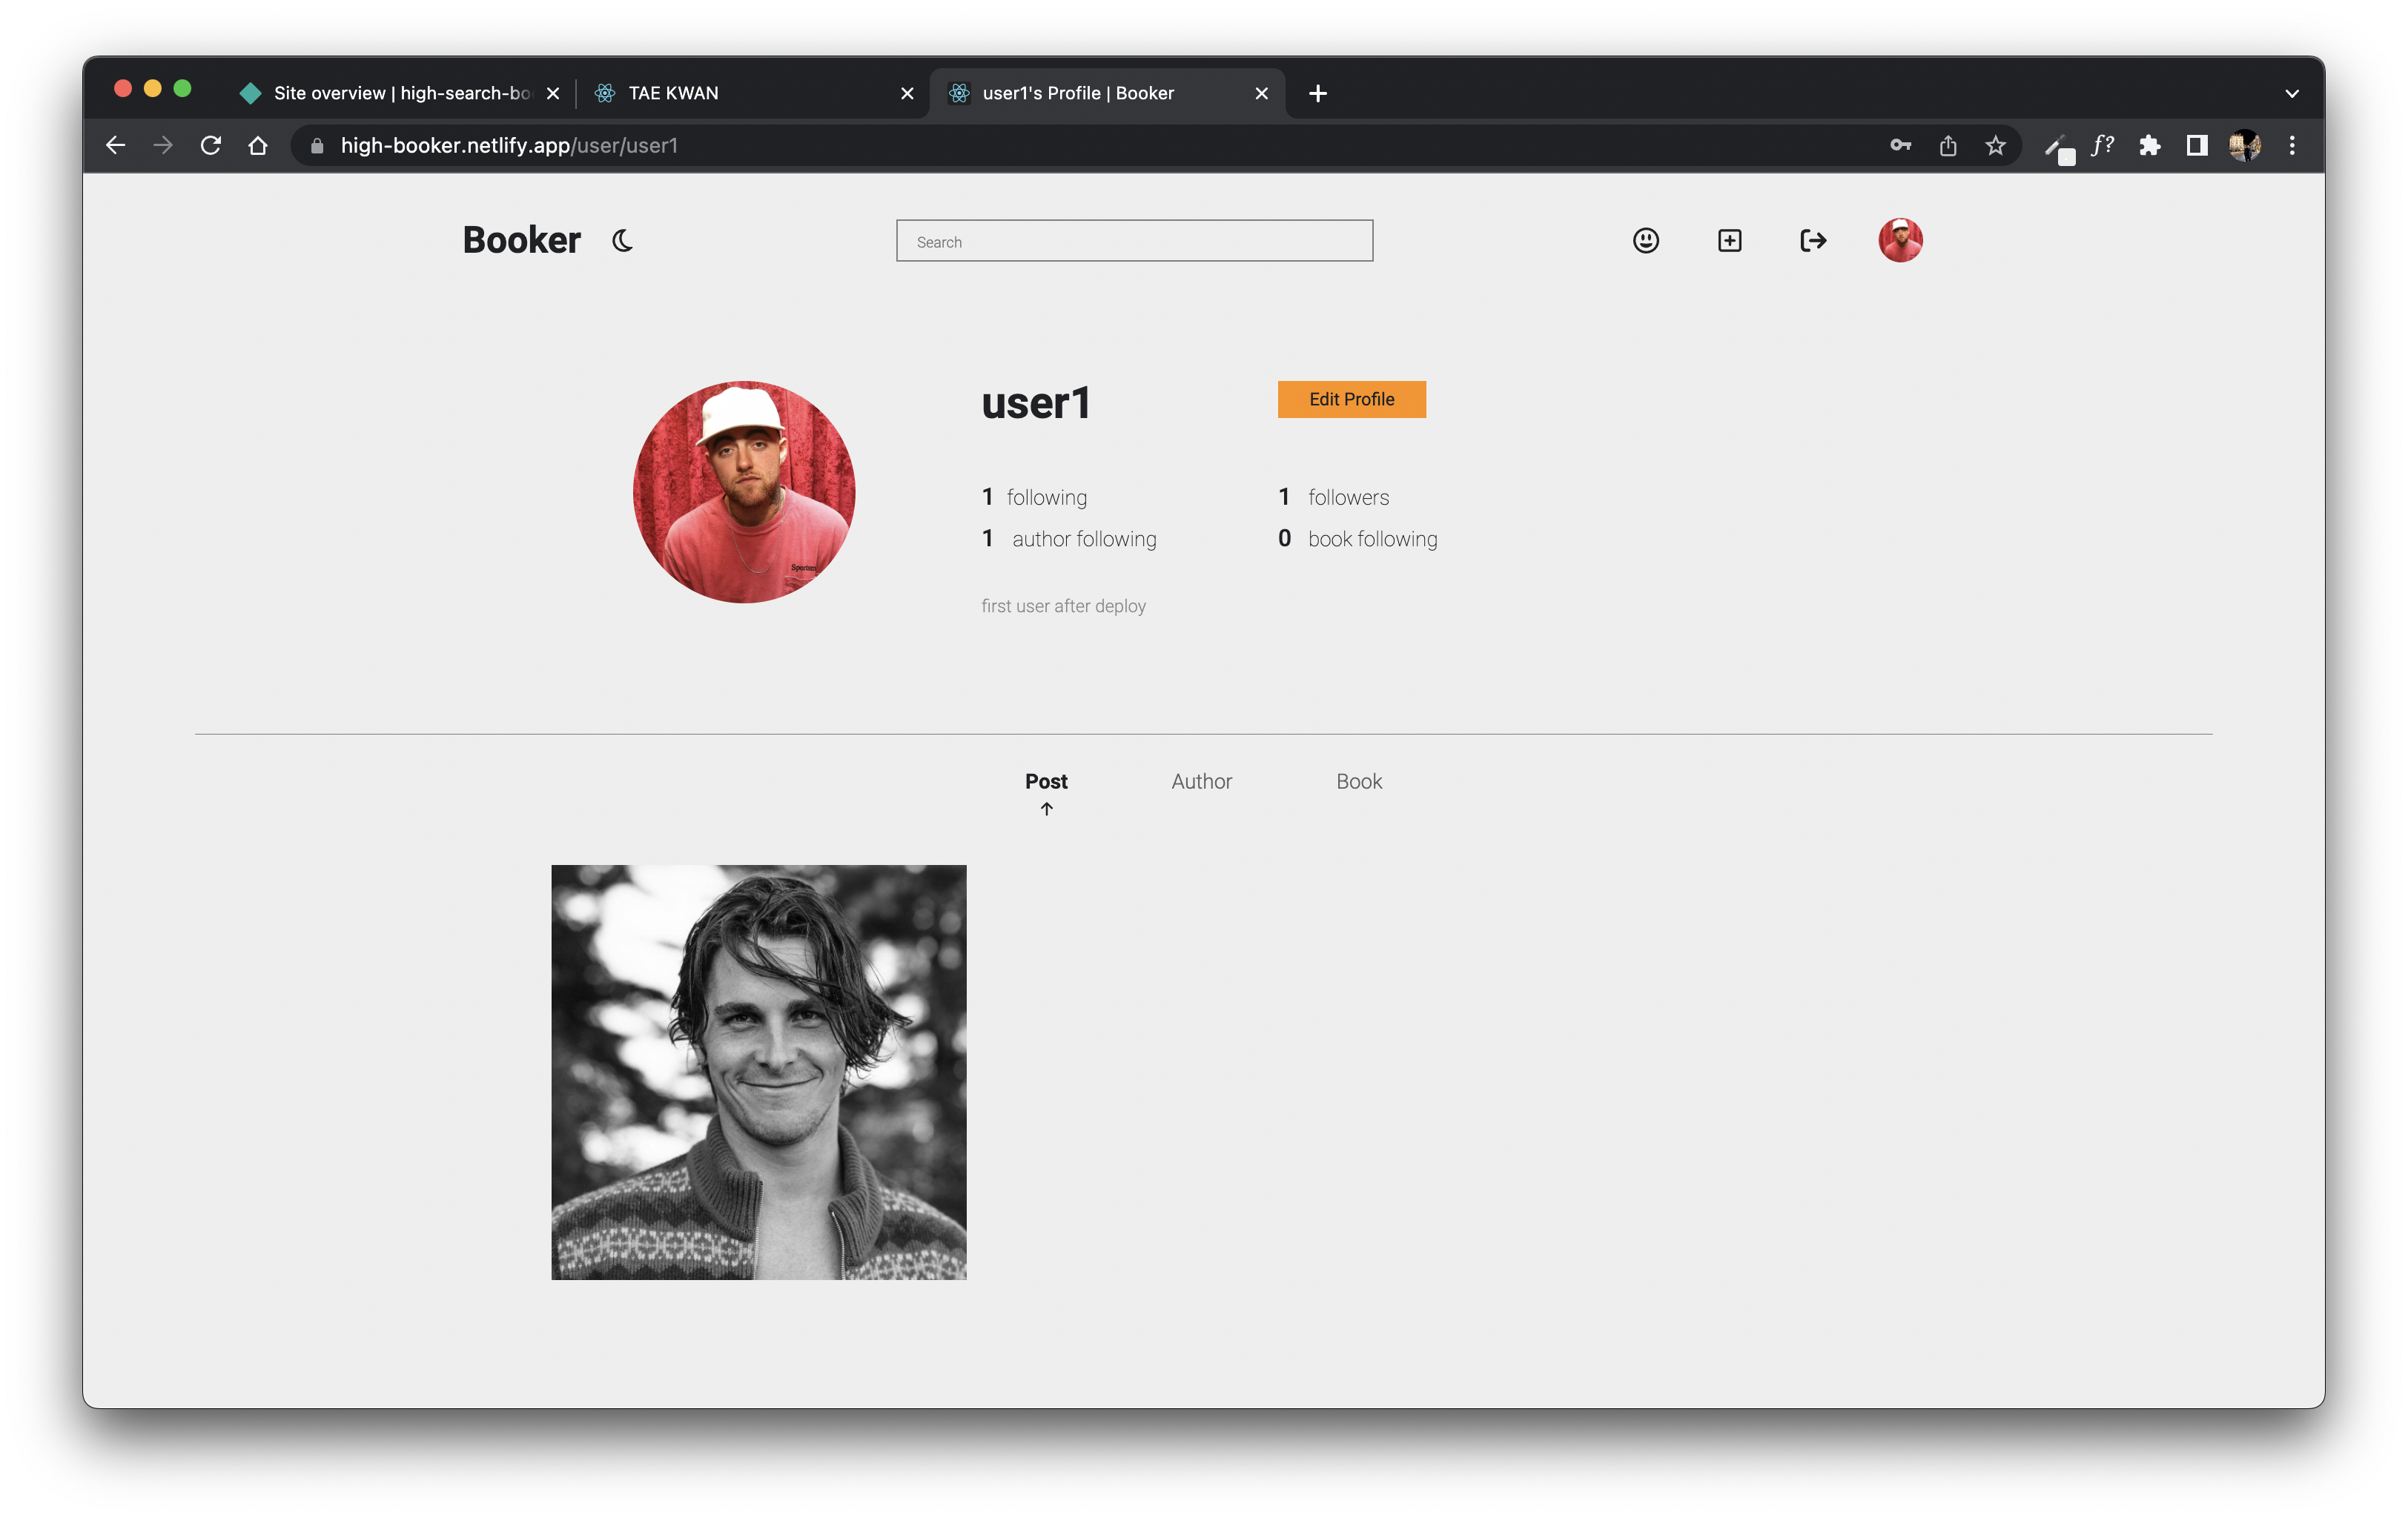 Site overview | high-search-bo
TAE KWAN
user1's Profile | Booker
high-booker.netlify.app/user/user1
f?
Booker
Search
user1
Edit Profile
1 following
1 followers
1 author following
0 book following
first user after deploy
Post
Author
Book